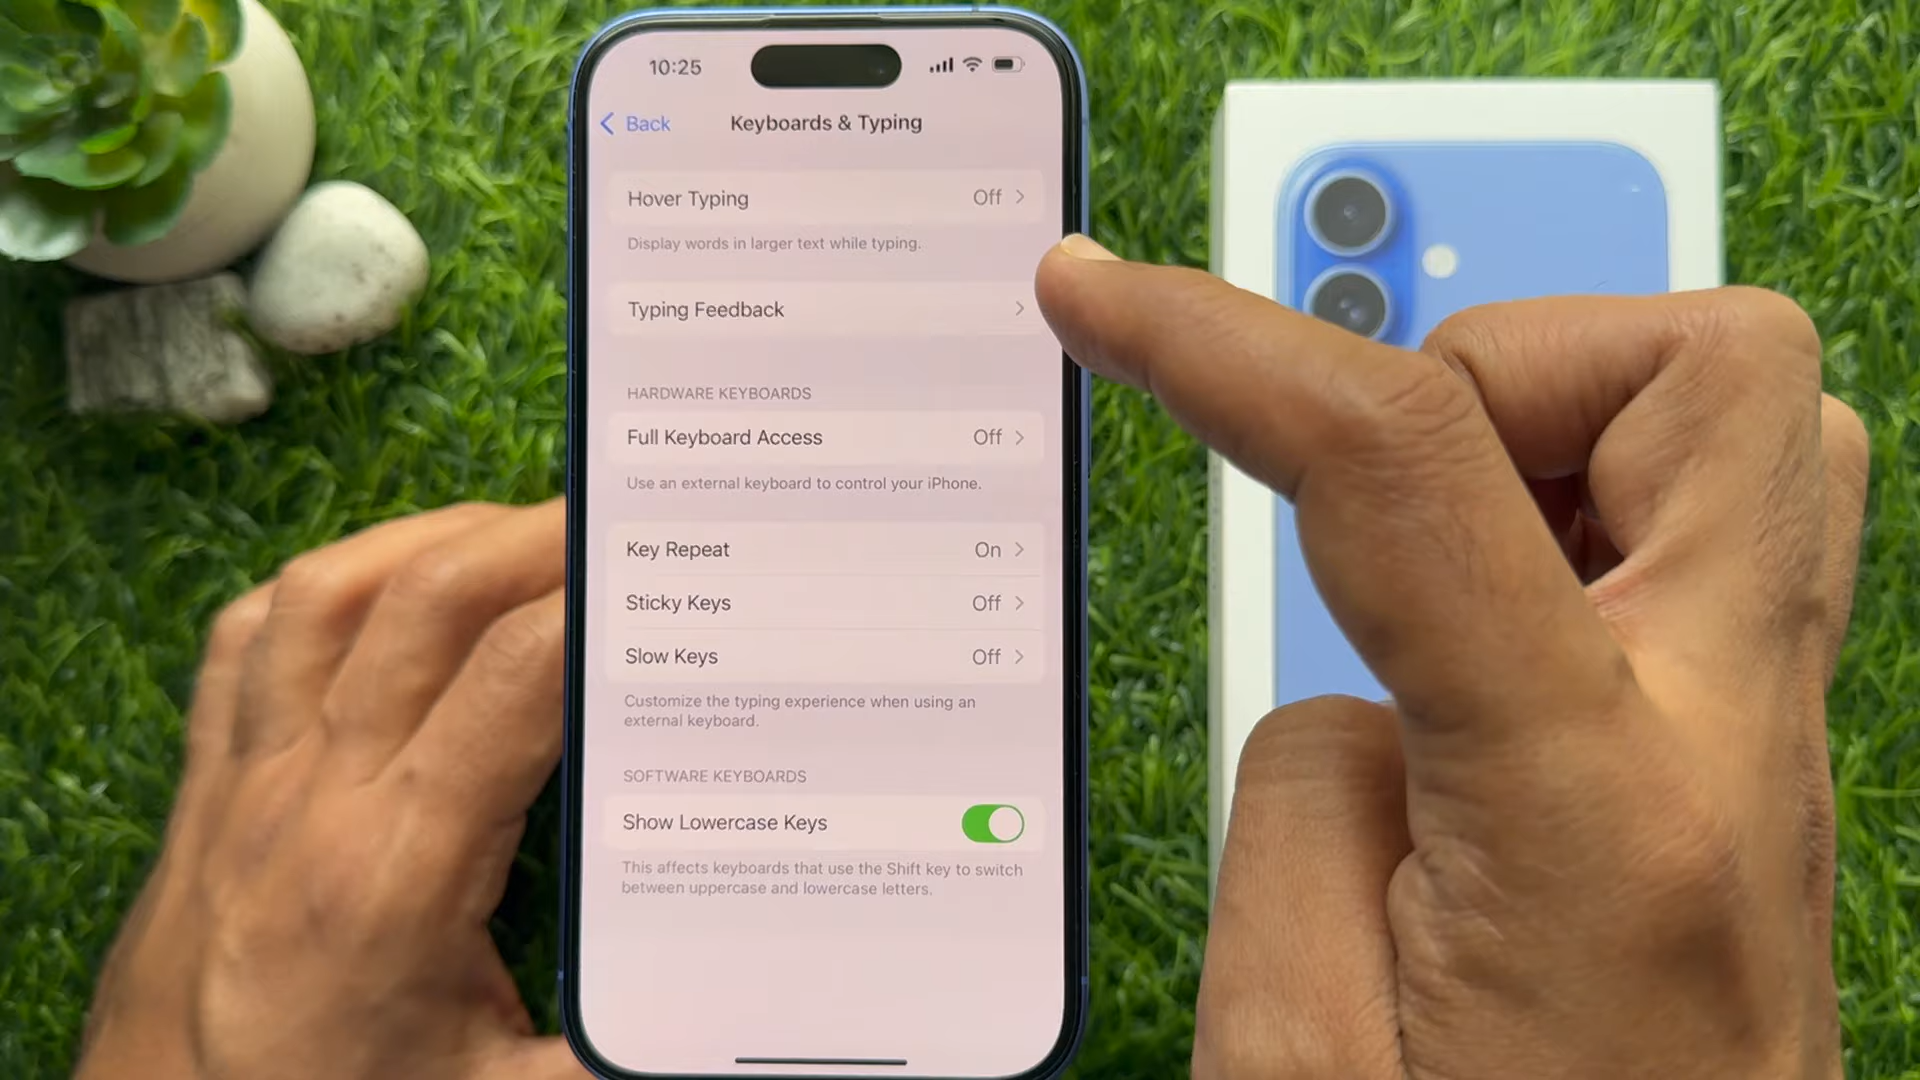 10:25
Back
Keyboards & Typing
Hover Typing Off
Display words in larger text while typing.
Typing Feedback
HARDWARE KEYBOARDS
Full Keyboard Access Off
Use an external keyboard to control your iPhone.
Key Repeat On
Sticky Keys Off
Slow Keys Off
Customize the typing experience when using an
external keyboard.
SOFTWARE KEYBOARDS
Show Lowercase Keys
This affects keyboards that use the Shift key to switch
between uppercase and lowercase letters.